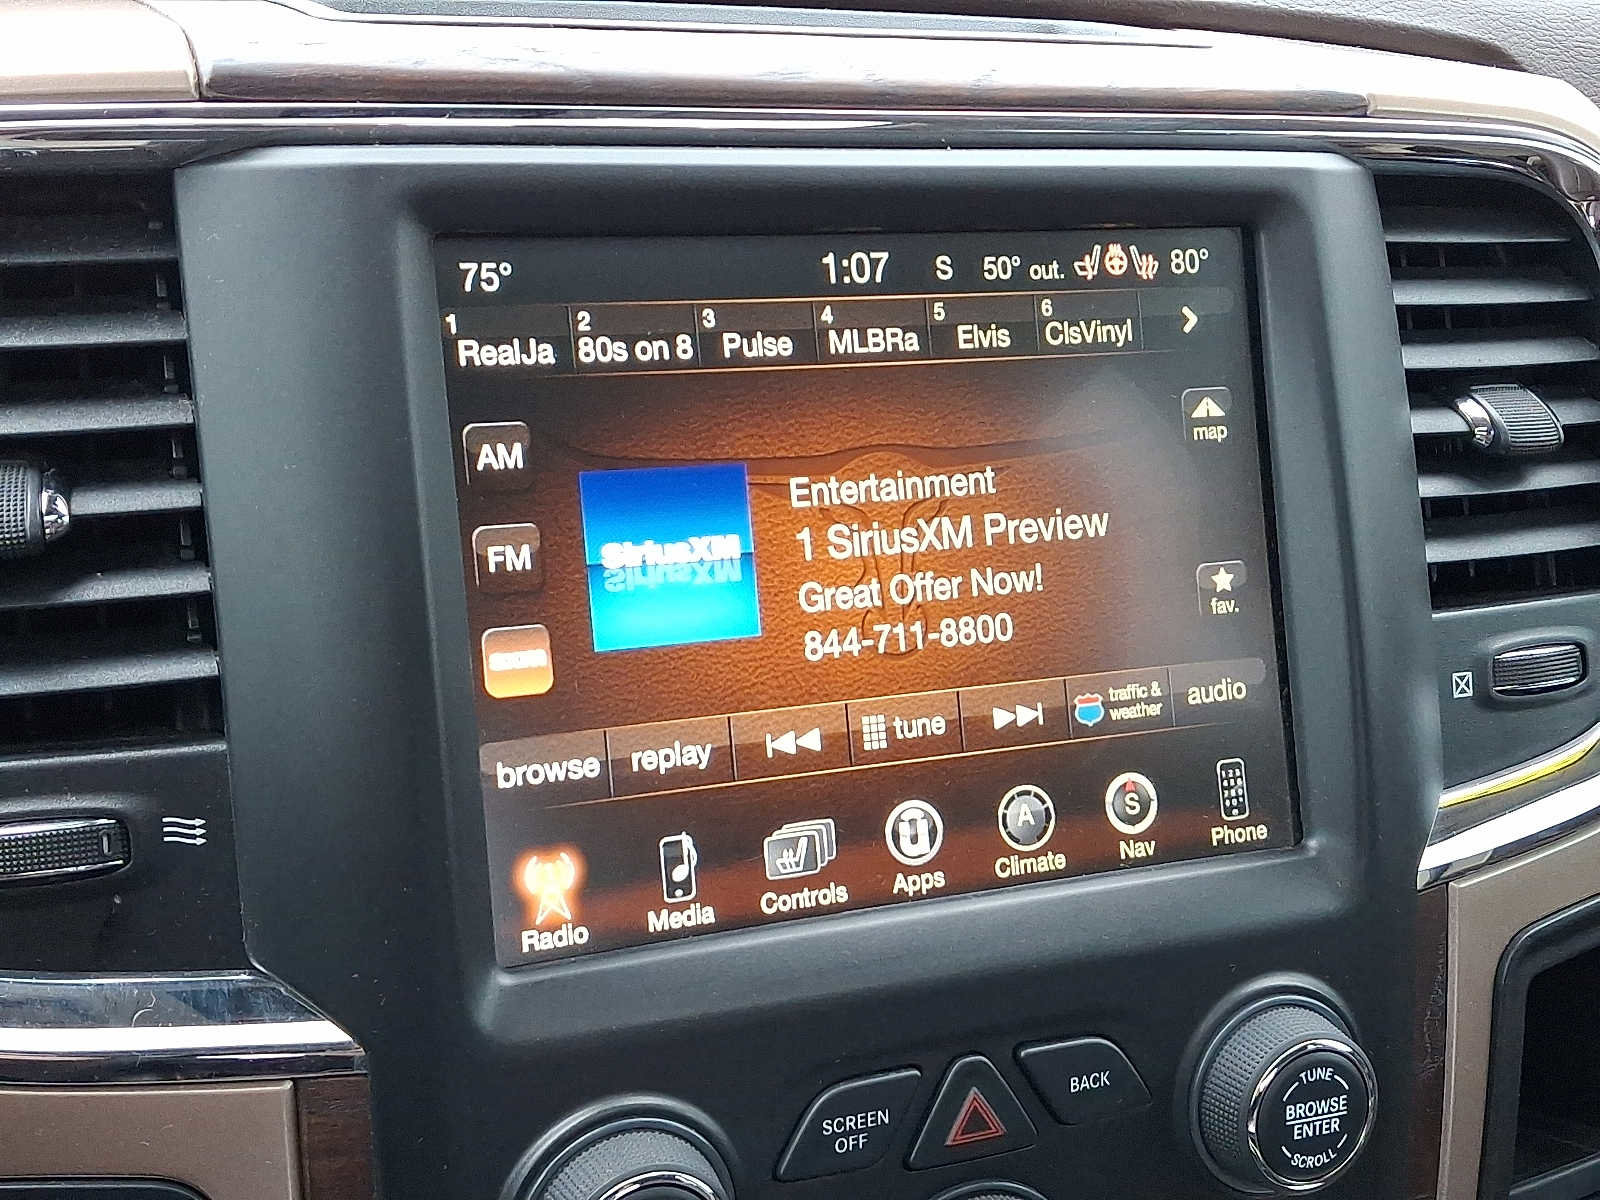 75° 1:07 S 50° out. 80°
1 2 3 4 5 6
RealJa 80s on 8 Pulse MLBRa Elvis ClsVinyl
map
AM
Entertainment
SiriusXM
1 SiriusXM Preview
FM
Great Offer Now!
fav.
844-711-8800
browse replay tune traffic & weather audio
Radio Media Controls Apps A Climate S Nav Phone
SCREEN OFF
BACK
TUNE
BROWSE
ENTER
SCROLL